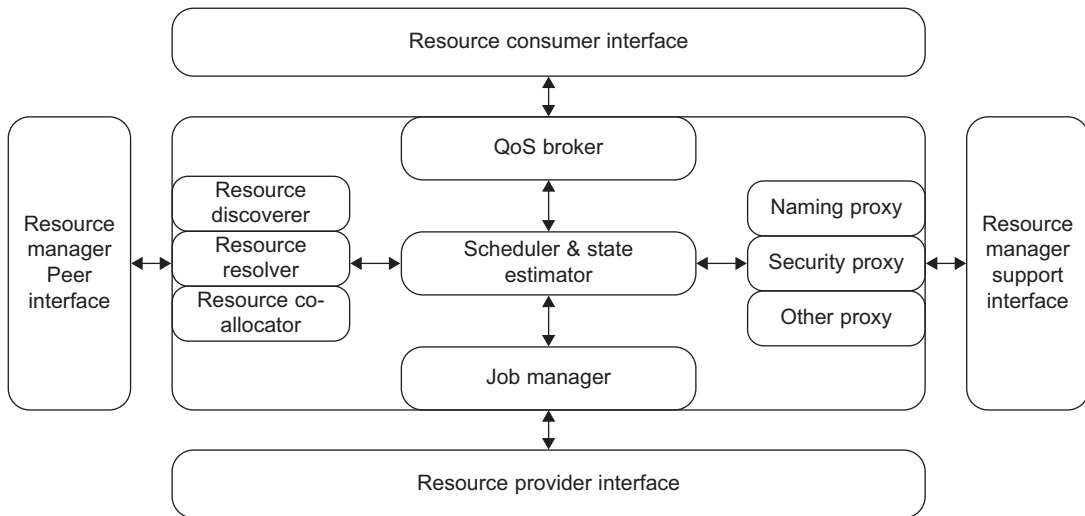 Resource consumer interface
QoS broker
Resource
manager
Peer
interface
Resource
discoverer
Resource
resolver
Resource co-
allocator
Scheduler & state
estimator
Naming proxy
Security proxy
Other proxy
Resource
manager
support
interface
Job manager
Resource provider interface